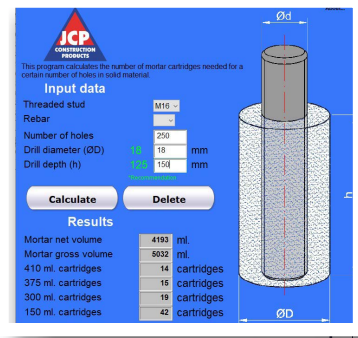 JCP
CONSTRUCTION
PRODUCTS
This program calculates the number of mortar cartridges needed for a
certain number of holes in solid material.
Input data
Threaded stud M16
Rebar
Number of holes 250
Drill diameter (ØD) 18 18 mm
Drill depth (h) 125 150 mm
Calculate Delete
Results
Mortar net volume 4193 ml.
Mortar gross volume 5032 ml.
410 ml. cartridges 14 cartridges
375 ml. cartridges 15 cartridges
300 ml. cartridges 19 cartridges
150 ml. cartridges 42 cartridges
Ød
h
ØD